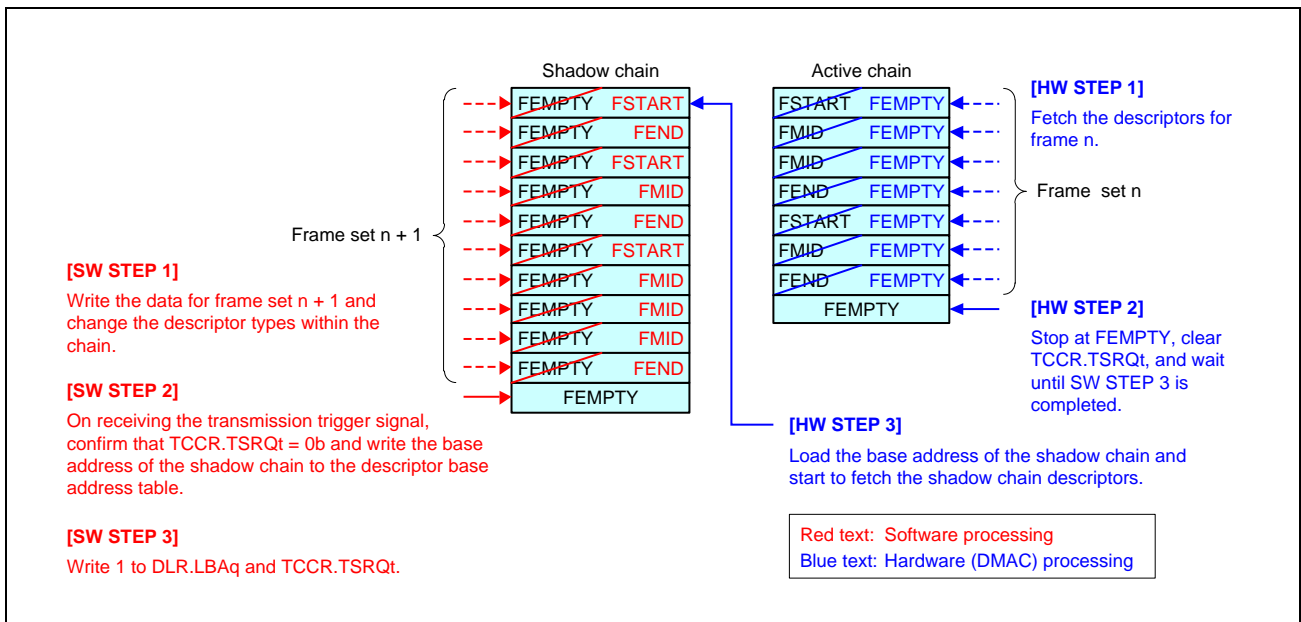 Shadow chain
FEMPTY FSTART
FEMPTY FEND
FEMPTY FSTART
FEMPTY FMID
FEMPTY FEND
FEMPTY FSTART
FEMPTY FMID
FEMPTY FMID
FEMPTY FMID
FEMPTY FEND
FEMPTY
Frame set n + 1
Active chain
FSTART FEMPTY
FMID FEMPTY
FMID FEMPTY
FEND FEMPTY
FSTART FEMPTY
FMID FEMPTY
FEND FEMPTY
FEMPTY
Frame set n
[HW STEP 1]
Fetch the descriptors for
frame n.
[HW STEP 2]
Stop at FEMPTY, clear
TCCR.TSRQt, and wait
until SW STEP 3 is
completed.
[HW STEP 3]
Load the base address of the shadow chain and
start to fetch the shadow chain descriptors.
[SW STEP 1]
Write the data for frame set n + 1 and
change the descriptor types within the
chain.
[SW STEP 2]
On receiving the transmission trigger signal,
confirm that TCCR.TSRQt = 0b and write the base
address of the shadow chain to the descriptor base
address table.
[SW STEP 3]
Write 1 to DLR.LBAq and TCCR.TSRQt.
Red text: Software processing
Blue text: Hardware (DMAC) processing